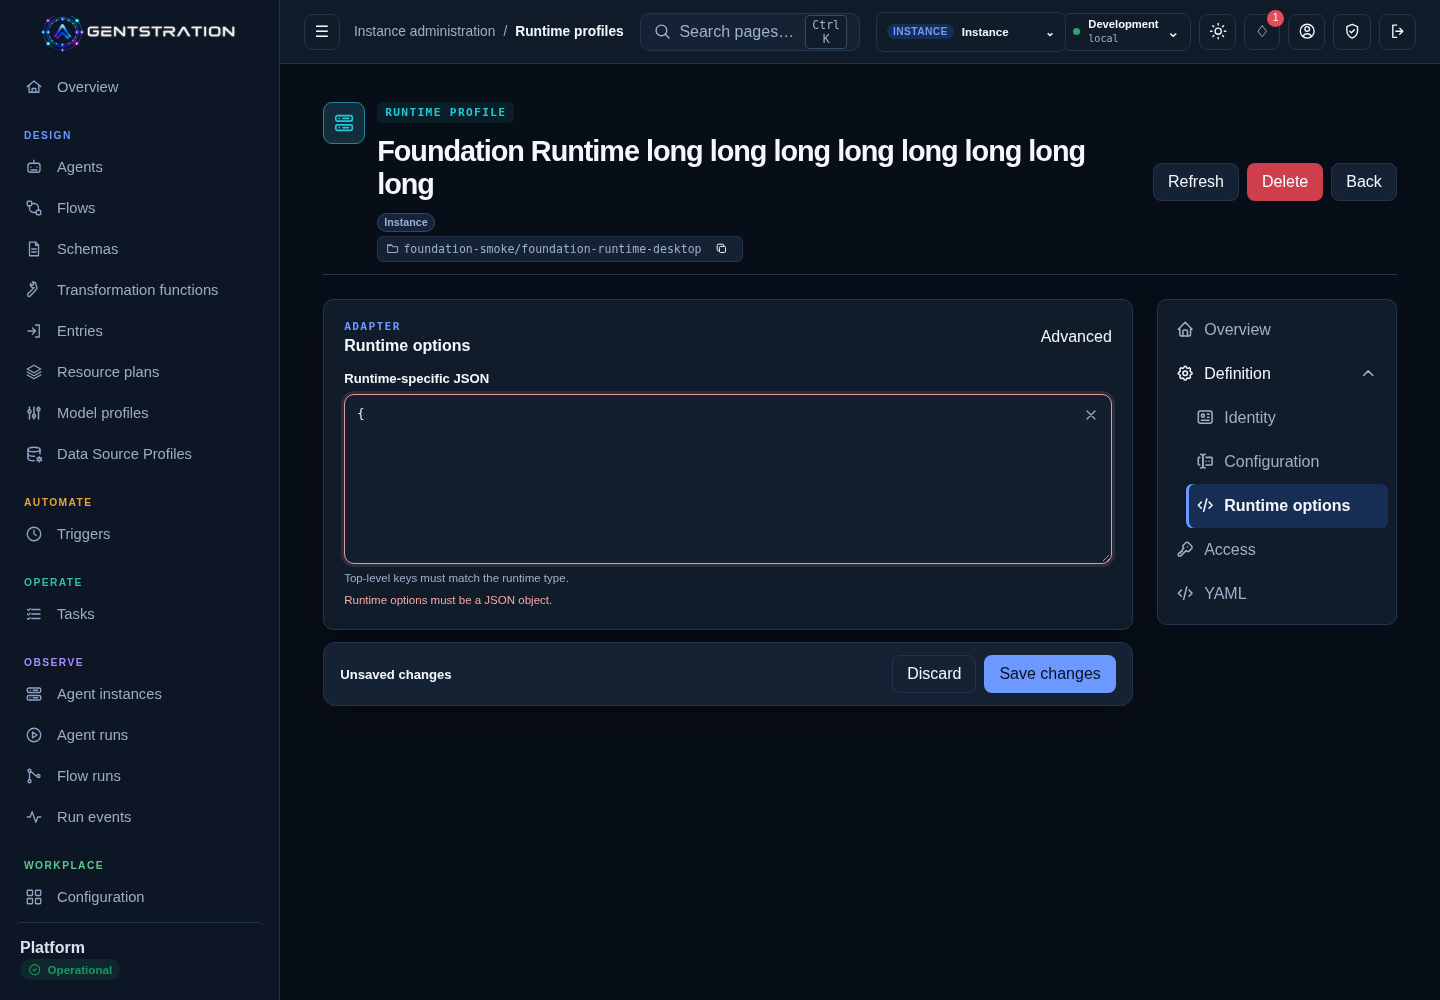 GENTSTRATION
Overview
DESIGN
Agents
Flows
Schemas
Transformation functions
Entries
Resource plans
Model profiles
Data Source Profiles
AUTOMATE
Triggers
OPERATE
Tasks
OBSERVE
Agent instances
Agent runs
Flow runs
Run events
WORKPLACE
Configuration
Platform
Operational
Instance administration / Runtime profiles
Search pages…
Ctrl
K
INSTANCE Instance
Development
local
1
RUNTIME PROFILE
Foundation Runtime long long long long long long long
long
Instance
foundation-smoke/foundation-runtime-desktop
Refresh
Delete
Back
ADAPTER
Runtime options
Advanced
Runtime-specific JSON
{
Top-level keys must match the runtime type.
Runtime options must be a JSON object.
Unsaved changes
Discard
Save changes
Overview
Definition
Identity
Configuration
Runtime options
Access
YAML